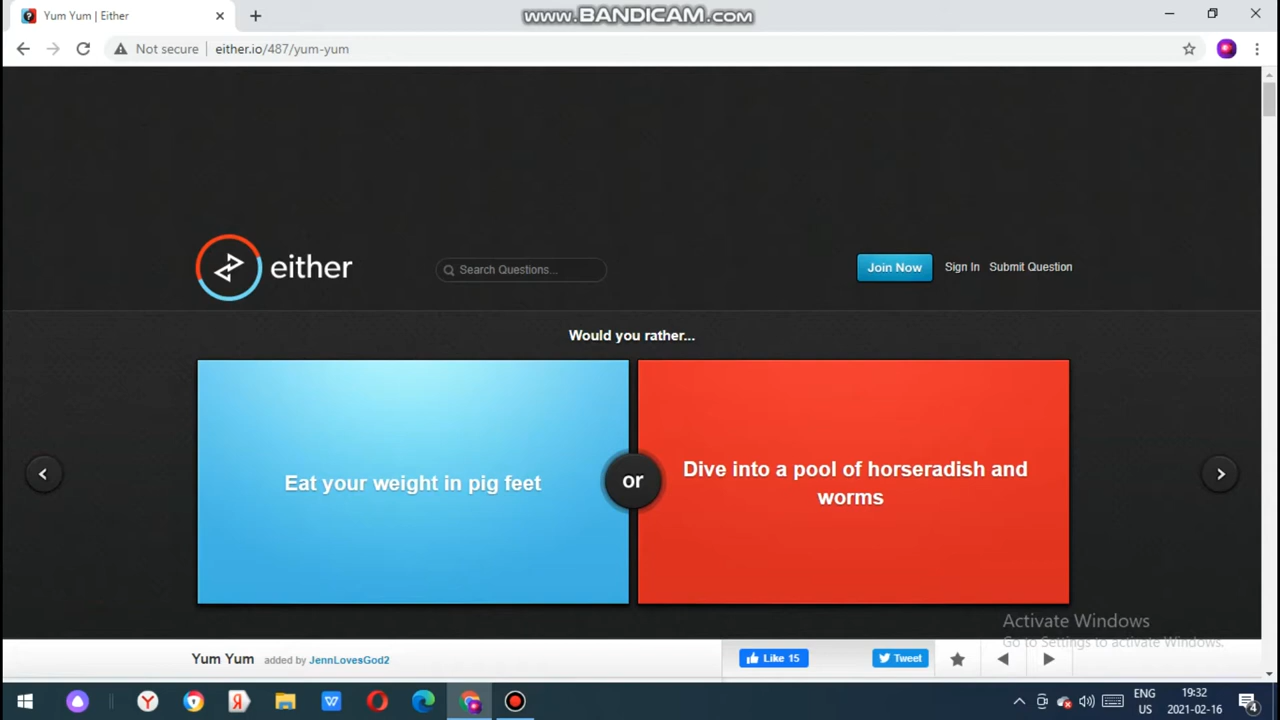 Yum Yum | Either
www.BANDICAM.com
Not secure
either.io/487/yum-yum
either
Search Questions...
Join Now
Sign In
Submit Question
Would you rather...
Eat your weight in pig feet
or
Dive into a pool of horseradish and
worms
Activate Windows
Go to Settings to activate Windows.
Yum Yum
added by JennLovesGod2
Like 15
Tweet
ENG
US
19:32
2021-02-16
4